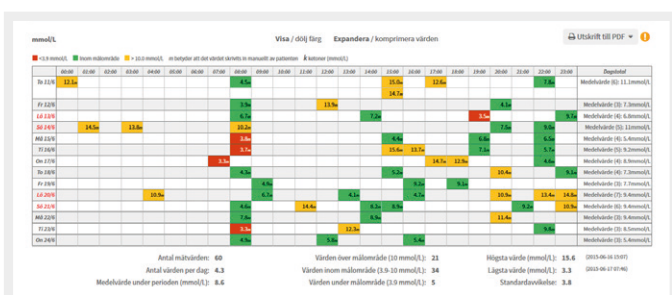 mmol/L
Visa / dölj färg Expandera / komprimera värden
Utskrift till PDF
<3.9 mmol/L Inom målområde > 10.0 mmol/L m betyder att det värdet skrivits in manuellt av patienten k ketoner (mmol/L)
00:00 01:00 02:00 03:00 04:00 05:00 06:00 07:00 08:00 09:00 10:00 11:00 12:00 13:00 14:00 15:00 16:00 17:00 18:00 19:00 20:00 21:00 22:00 23:00 Dagstotal
To 11/6 12.1m 4.5m 15.0m 12.6m 7.8m Medelvärde (6): 11.1mmol/L
14.7m
Fr 12/6 3.9m 13.9m 4.1m Medelvärde (3): 7.3mmol/L
Lö 13/6 6.7m 7.2m 3.5m 9.7m Medelvärde (4): 6.8mmol/L
Sö 14/6 14.5m 13.8m 10.2m 7.5m 9.0m Medelvärde (5): 11mmol/L
Må 15/6 3.8m 4.4m 6.8m 6.5m Medelvärde (4): 5.4mmol/L
Ti 16/6 3.7m 15.6m 13.7m 7.1m 5.7m Medelvärde (5): 9.2mmol/L
On 17/6 3.3m 14.7m 12.9m 4.6m Medelvärde (4): 8.9mmol/L
To 18/6 4.5m 5.2m 10.4m 9.1m Medelvärde (4): 7.3mmol/L
Fr 19/6 4.9m 9.2m 9.1m Medelvärde (3): 7.7mmol/L
Lö 20/6 10.9m 6.3m 4.1m 4.7m 10.9m 13.4m 14.8m Medelvärde (7): 9.4mmol/L
Sö 21/6 4.6m 14.4m 6.2m 8.9m 9.2m 10.9m Medelvärde (6): 9.0mmol/L
Må 22/6 7.8m 8.9m 11.4m Medelvärde (3): 9.4mmol/L
Ti 23/6 3.3m 12.3m 9.8m Medelvärde (3): 8.5mmol/L
On 24/6 4.9m 5.8m 5.4m Medelvärde (3): 5.4mmol/L
Antal mätvärden: 60 Värden över målområde (10 mmol/L): 21 Högsta värde (mmol/L): 15.6 (2015-06-16 15:07)
Antal värden per dag: 4.3 Värden inom målområde (3.9-10 mmol/L): 34 Lägsta värde (mmol/L): 3.3 (2015-06-17 07:46)
Medelvärde under perioden (mmol/L): 8.6 Värden under målområde (3.9 mmol/L): 5 Standardavvikelse: 3.8